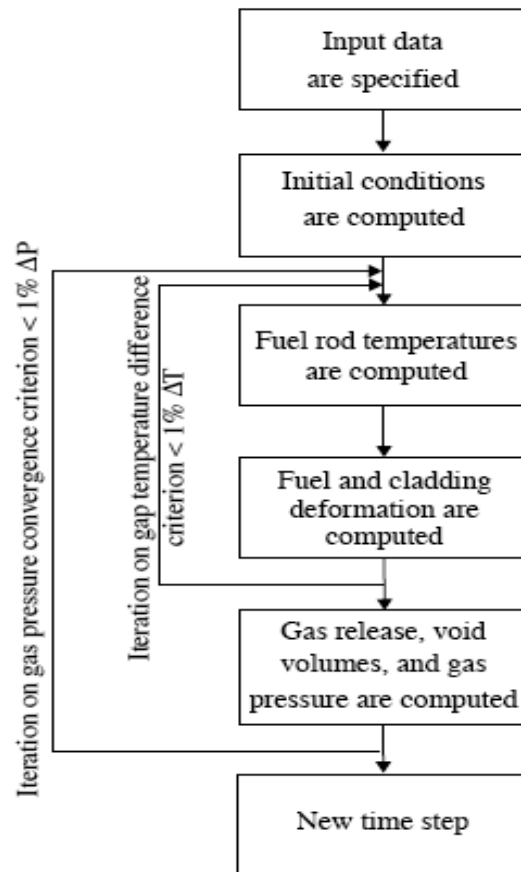 Input data
are specified
Initial conditions
are computed
Iteration on gas pressure convergence criterion < 1% ΔP
Iteration on gap temperature difference
criterion < 1% ΔT
Fuel rod temperatures
are computed
Fuel and cladding
deformation are
computed
Gas release, void
volumes, and gas
pressure are computed
New time step